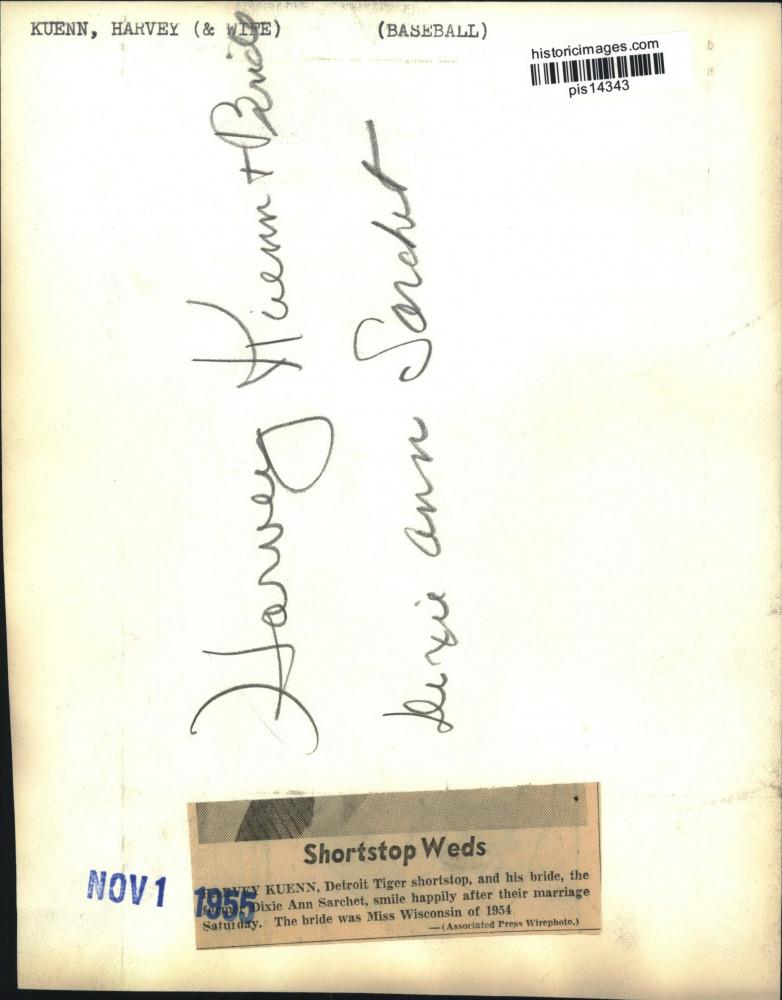 KUENN, HARVEY (& WIFE) (BASEBALL)
historicimages.com
pis14343
Harvey Kuenn + Bride
Dixie Ann Sarchet
Shortstop Weds
HARVEY KUENN, Detroit Tiger shortstop, and his bride, the
former Dixie Ann Sarchet, smile happily after their marriage
Saturday. The bride was Miss Wisconsin of 1954.
—(Associated Press Wirephoto.)
NOV 1 1955